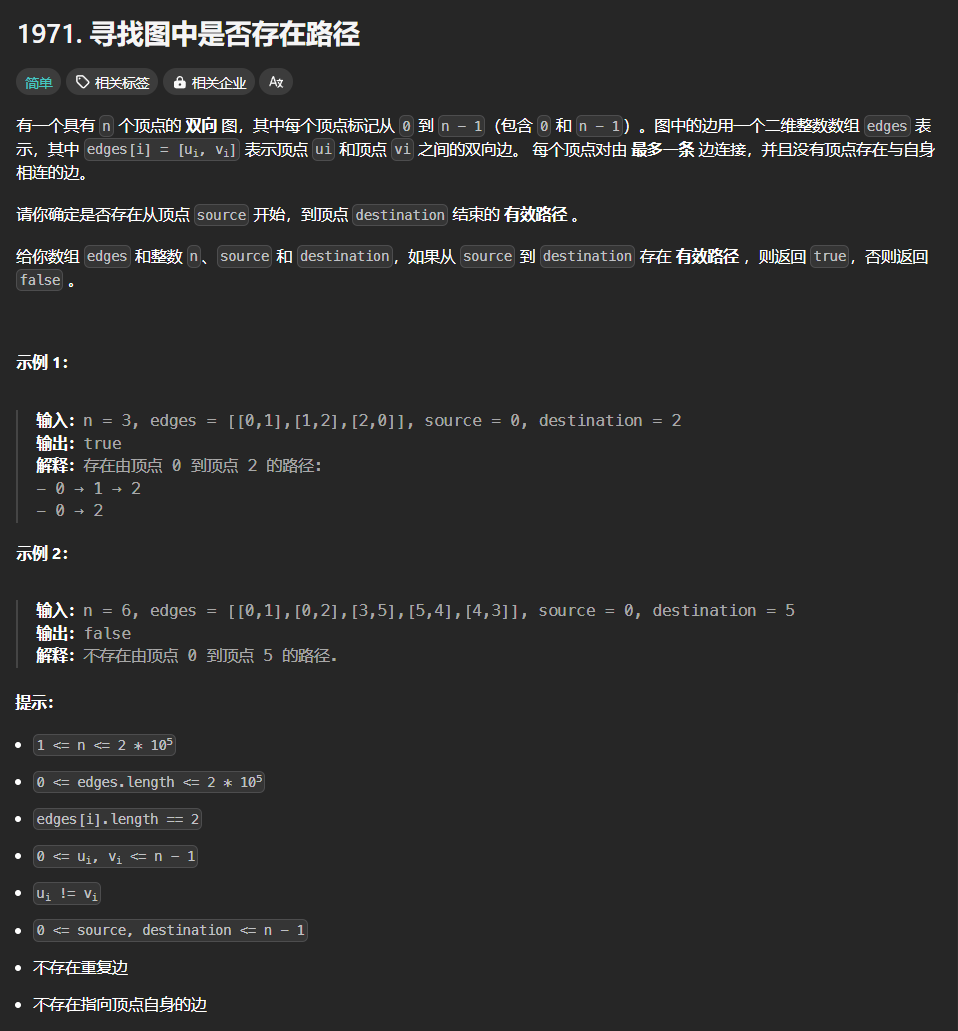 1971. 寻找图中是否存在路径
简单 相关标签 相关企业 Aあ
有一个具有 n 个顶点的 双向 图，其中每个顶点标记从 0 到 n - 1（包含 0 和 n - 1）。图中的边用一个二维整数数组 edges 表
示，其中 edges[i] = [uᵢ, vᵢ] 表示顶点 ui 和顶点 vi 之间的双向边。 每个顶点对由 最多一条 边连接，并且没有顶点存在与自身
相连的边。
请你确定是否存在从顶点 source 开始，到顶点 destination 结束的 有效路径 。
给你数组 edges 和整数 n、source 和 destination，如果从 source 到 destination 存在 有效路径 ，则返回 true，否则返回
false 。
示例 1：
输入：n = 3, edges = [[0,1],[1,2],[2,0]], source = 0, destination = 2
输出：true
解释：存在由顶点 0 到顶点 2 的路径:
- 0 → 1 → 2
- 0 → 2
示例 2：
输入：n = 6, edges = [[0,1],[0,2],[3,5],[5,4],[4,3]], source = 0, destination = 5
输出：false
解释：不存在由顶点 0 到顶点 5 的路径.
提示：
• 1 <= n <= 2 * 10⁵
• 0 <= edges.length <= 2 * 10⁵
• edges[i].length == 2
• 0 <= uᵢ, vᵢ <= n - 1
• uᵢ != vᵢ
• 0 <= source, destination <= n - 1
• 不存在重复边
• 不存在指向顶点自身的边